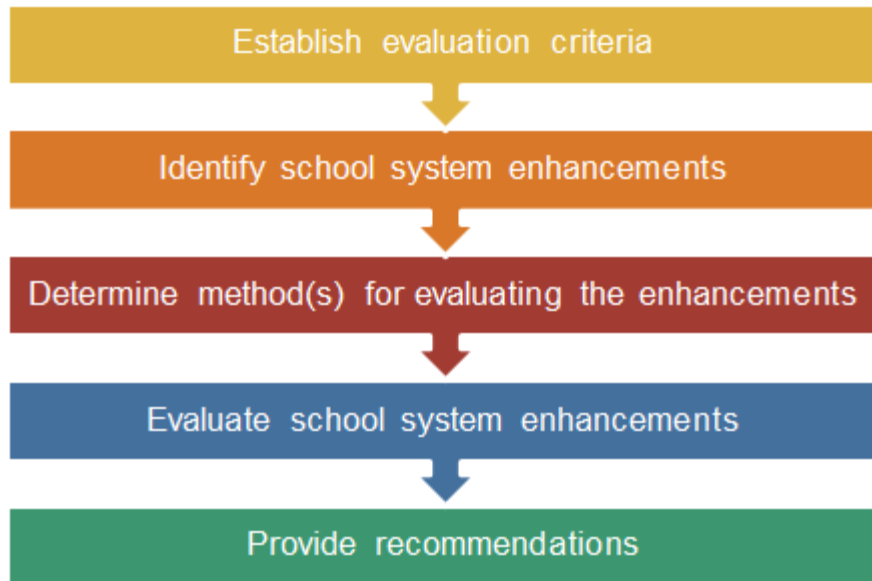 Establish evaluation criteria
Identify school system enhancements
Determine method(s) for evaluating the enhancements
Evaluate school system enhancements
Provide recommendations